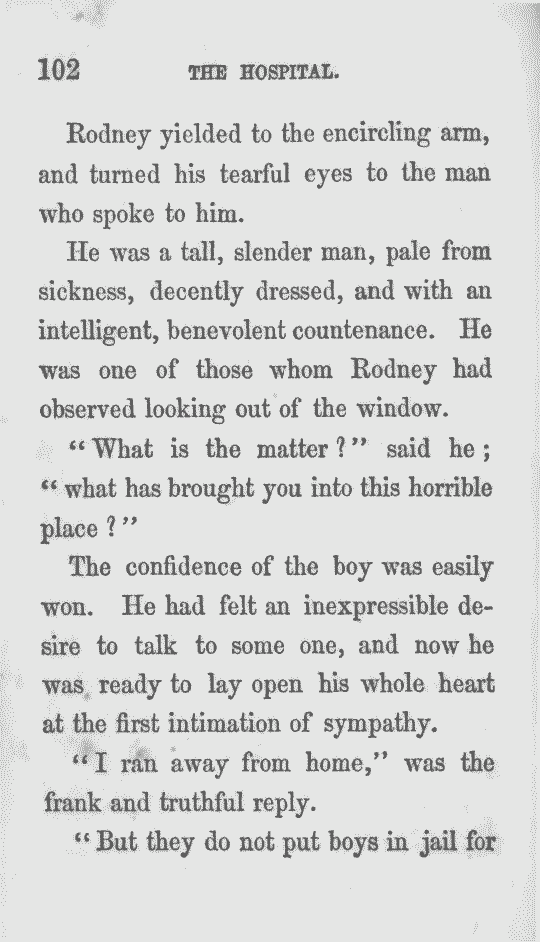 102 THE HOSPITAL.
Rodney yielded to the encircling arm,
and turned his tearful eyes to the man
who spoke to him.
He was a tall, slender man, pale from
sickness, decently dressed, and with an
intelligent, benevolent countenance. He
was one of those whom Rodney had
observed looking out of the window.
“ What is the matter ? ” said he ;
“ what has brought you into this horrible
place ? ”
The confidence of the boy was easily
won. He had felt an inexpressible de-
sire to talk to some one, and now he
was ready to lay open his whole heart
at the first intimation of sympathy.
“ I ran away from home,” was the
frank and truthful reply.
“ But they do not put boys in jail for